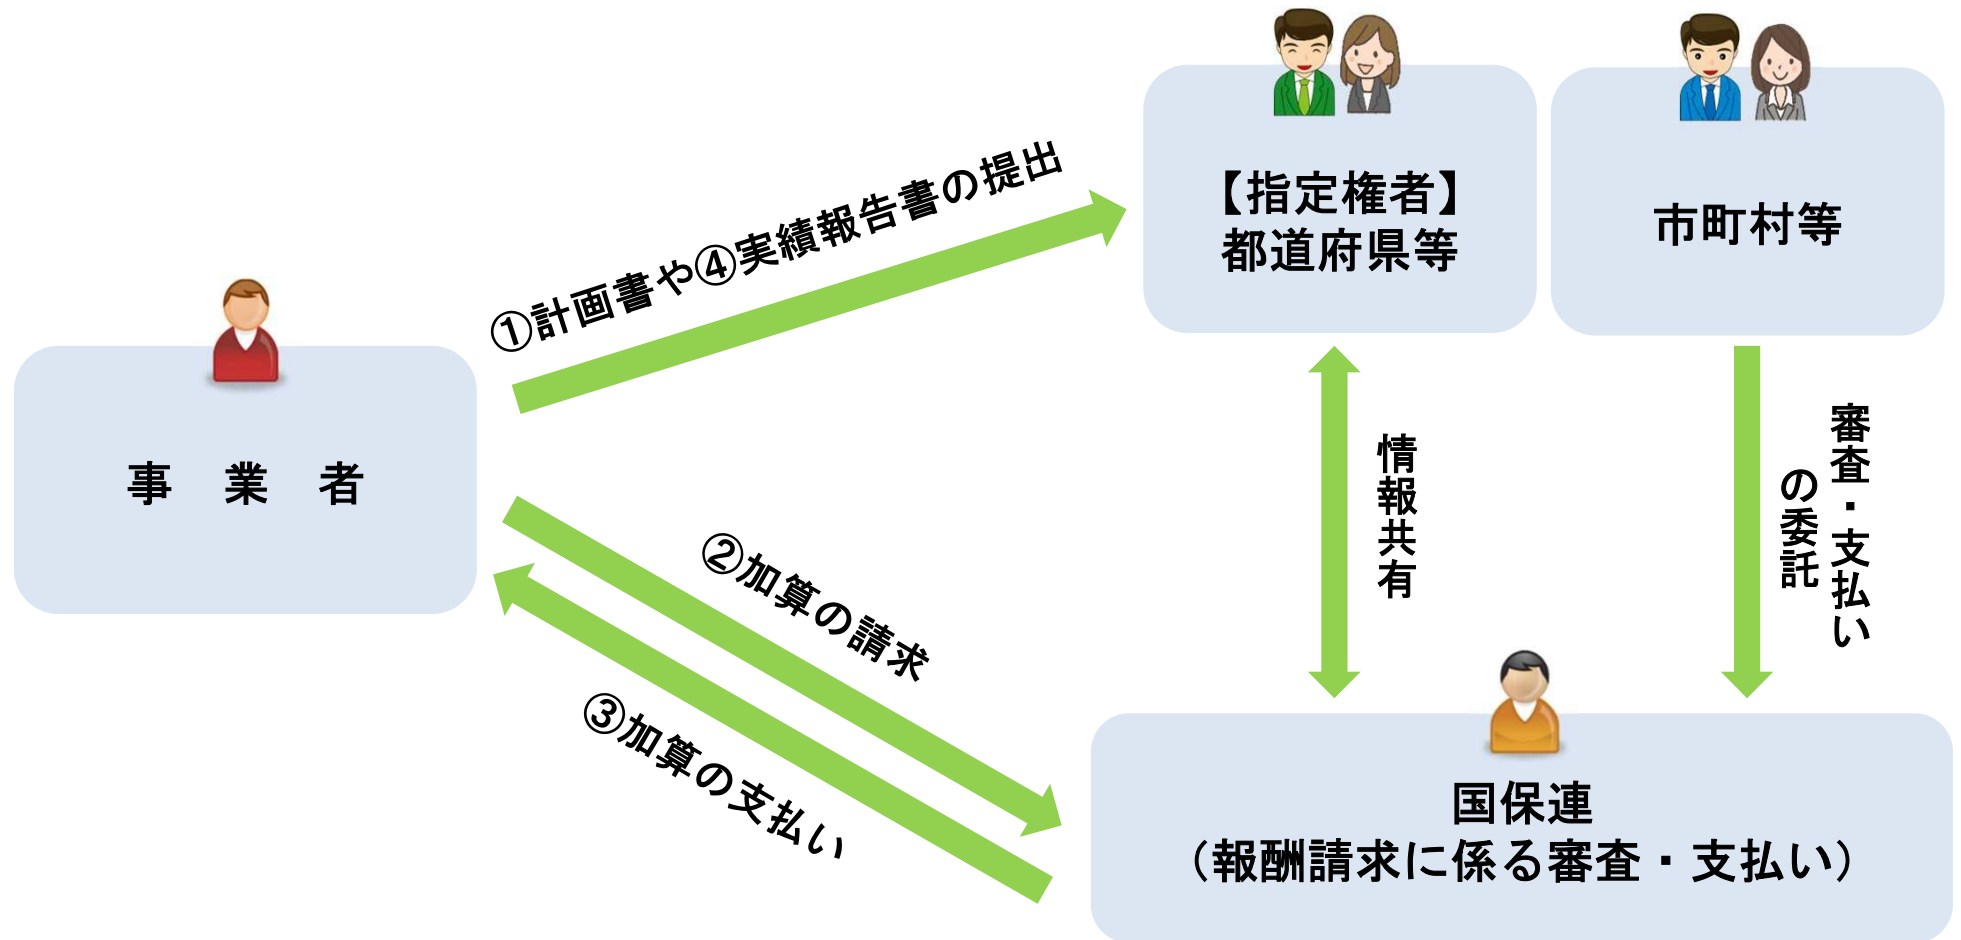 【指定権者】
都道府県等
市町村等
①計画書や④実績報告書の提出
事　業　者
情報共有
審査・支払い
の委託
②加算の請求
③加算の支払い
国保連
（報酬請求に係る審査・支払い）